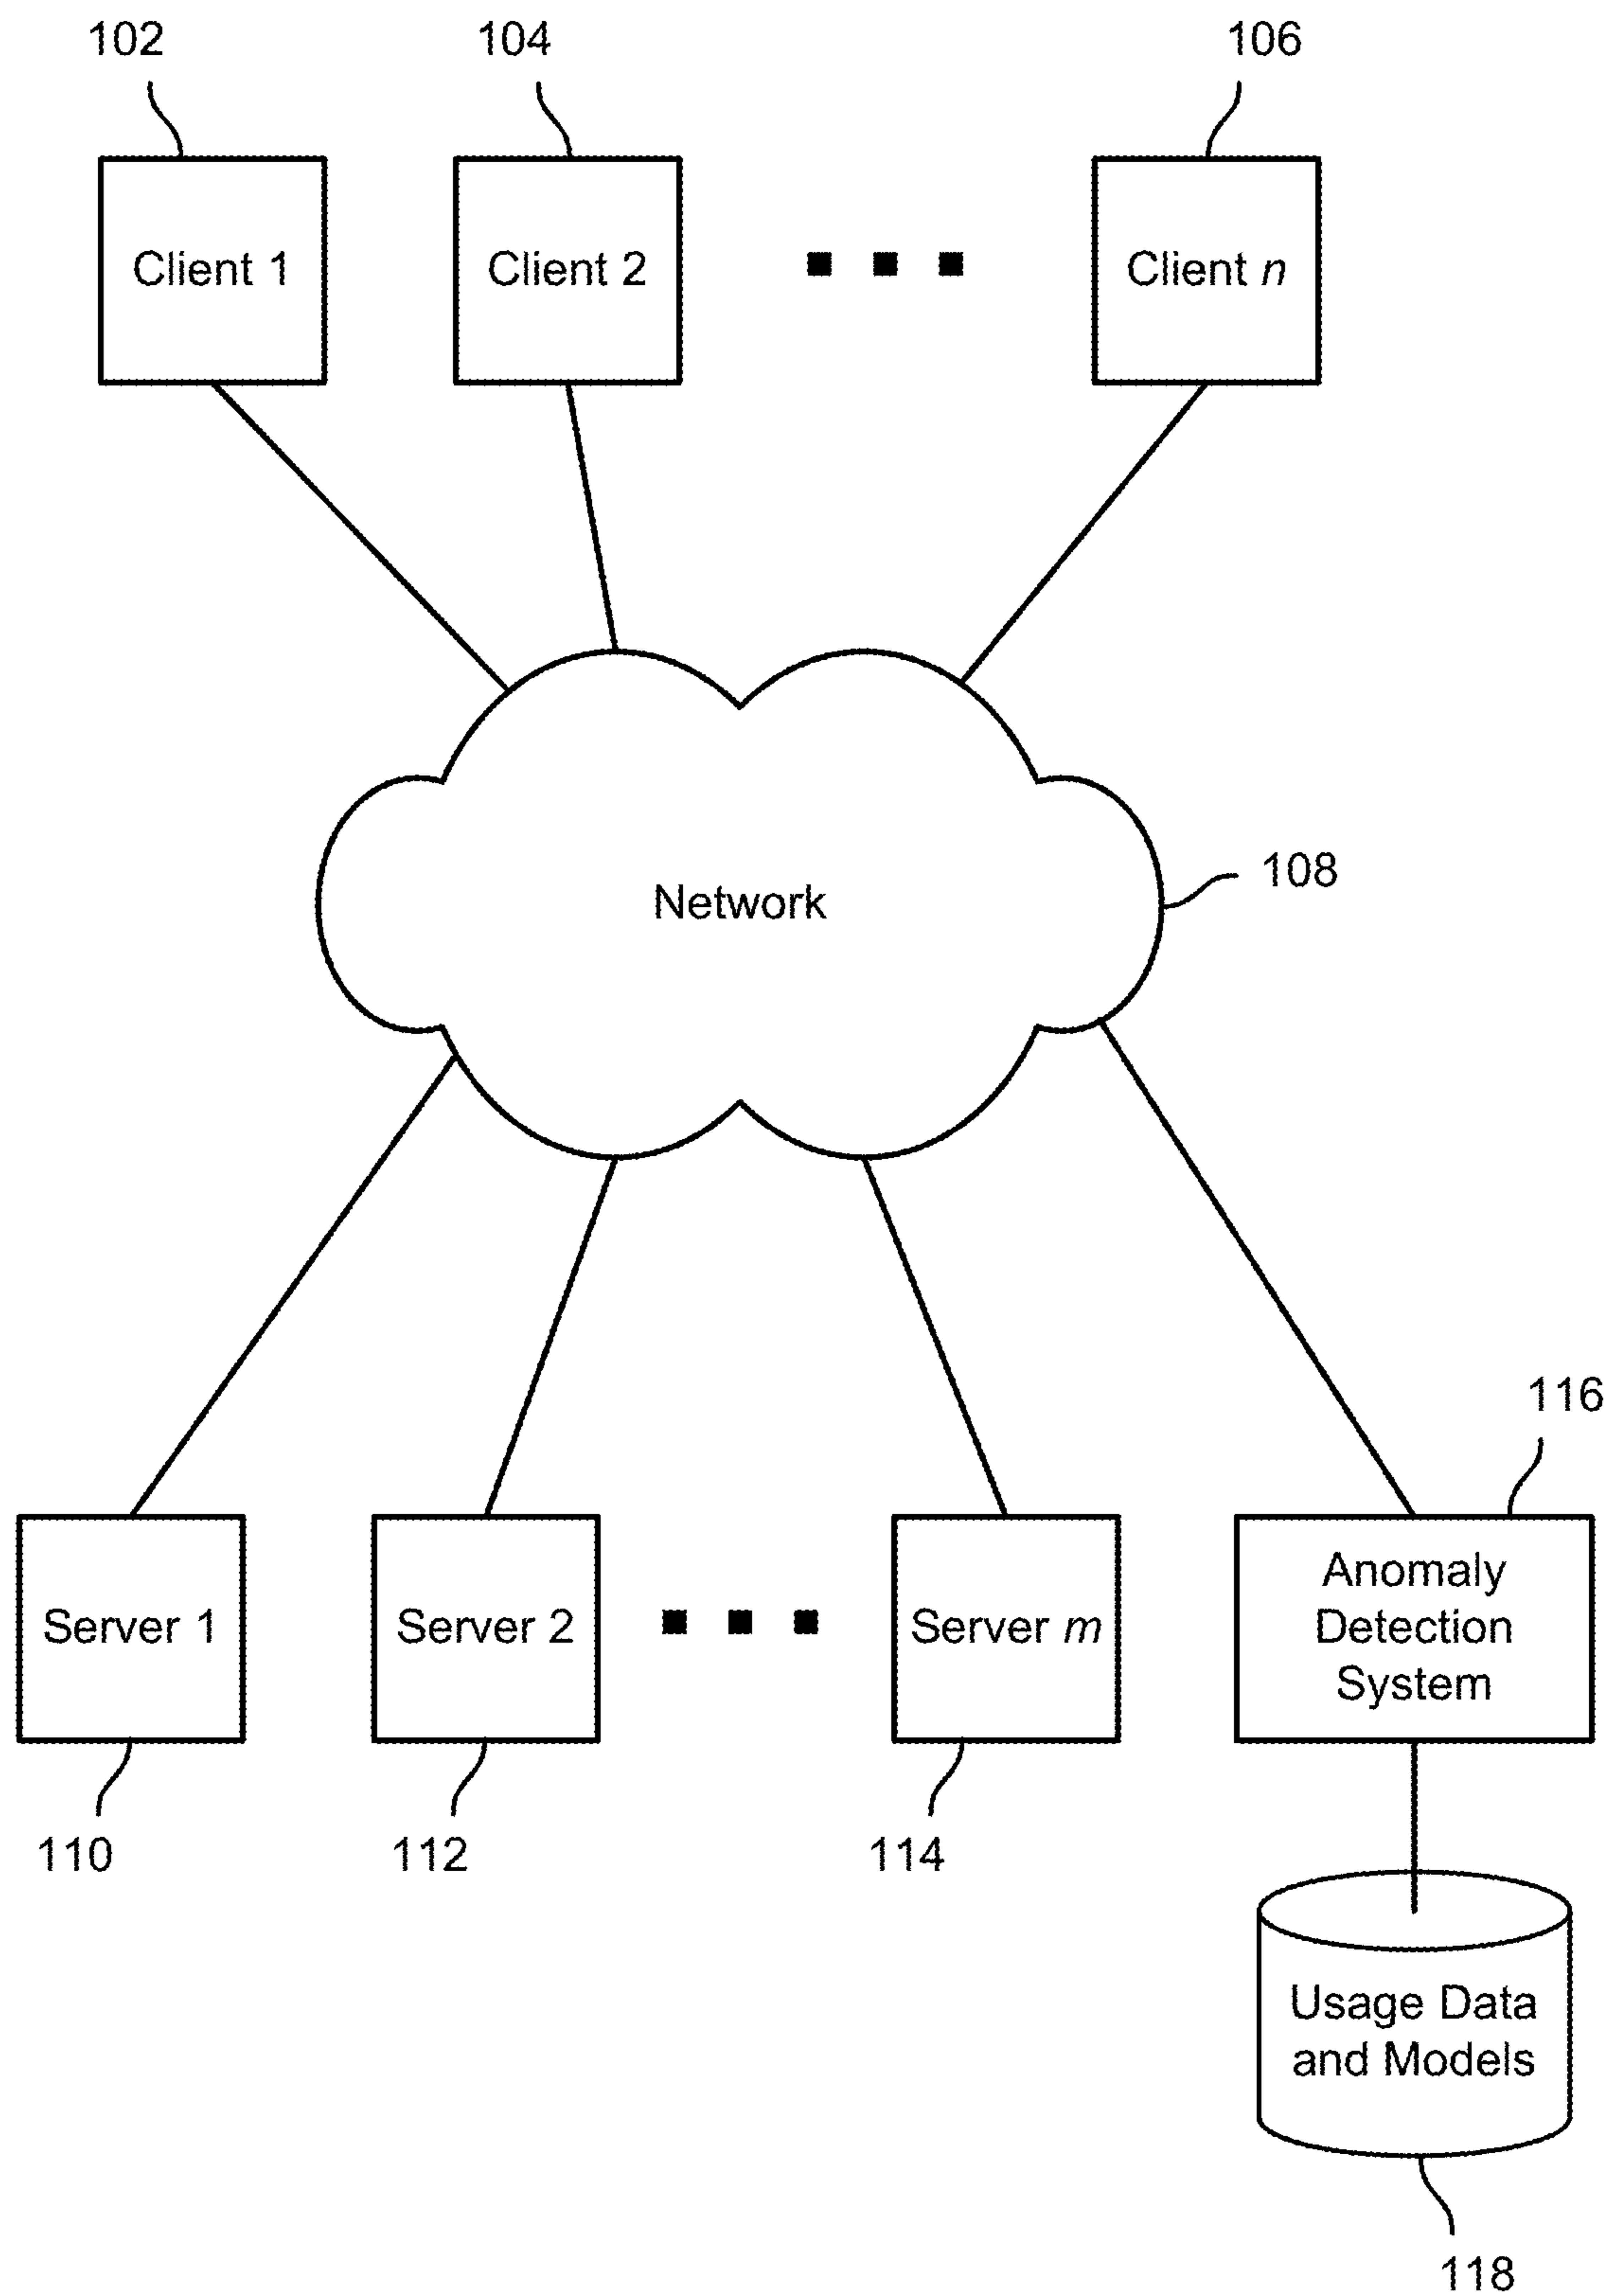 102
104
106
Client 1
Client 2
Client n
Network
108
116
Server 1
Server 2
Server m
Anomaly
Detection
System
110
112
114
Usage Data
and Models
118